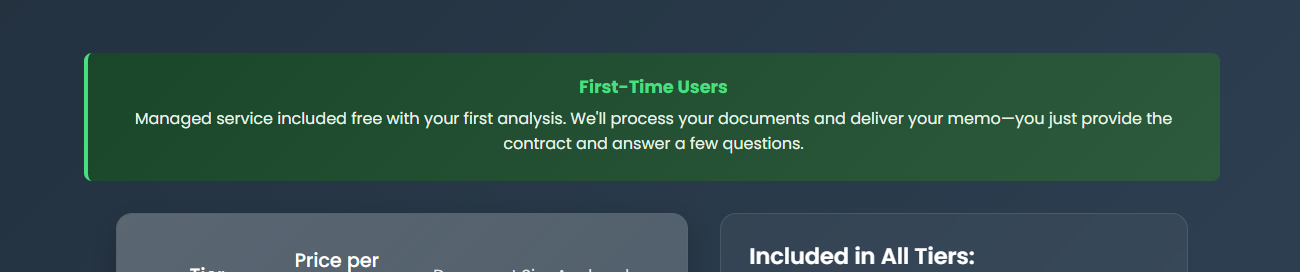 First-Time Users
Managed service included free with your first analysis. We'll process your documents and deliver your memo—you just provide the
contract and answer a few questions.
Price per
Included in All Tiers:
Tier